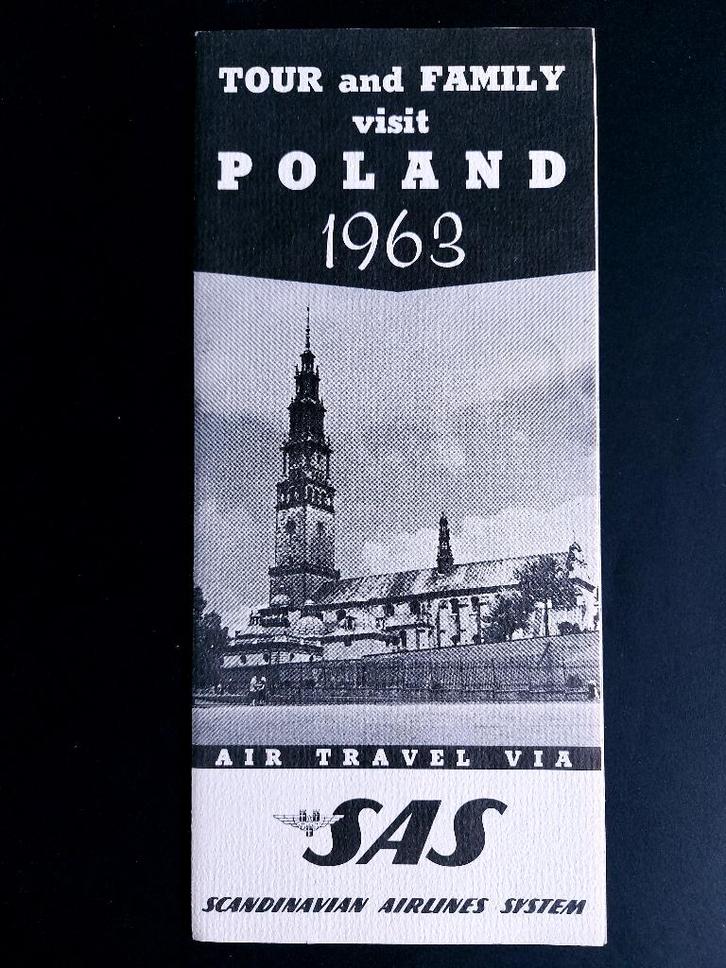 TOUR and FAMILY
visit
POLAND
1963
AIR TRAVEL VIA
SAS
SCANDINAVIAN AIRLINES SYSTEM